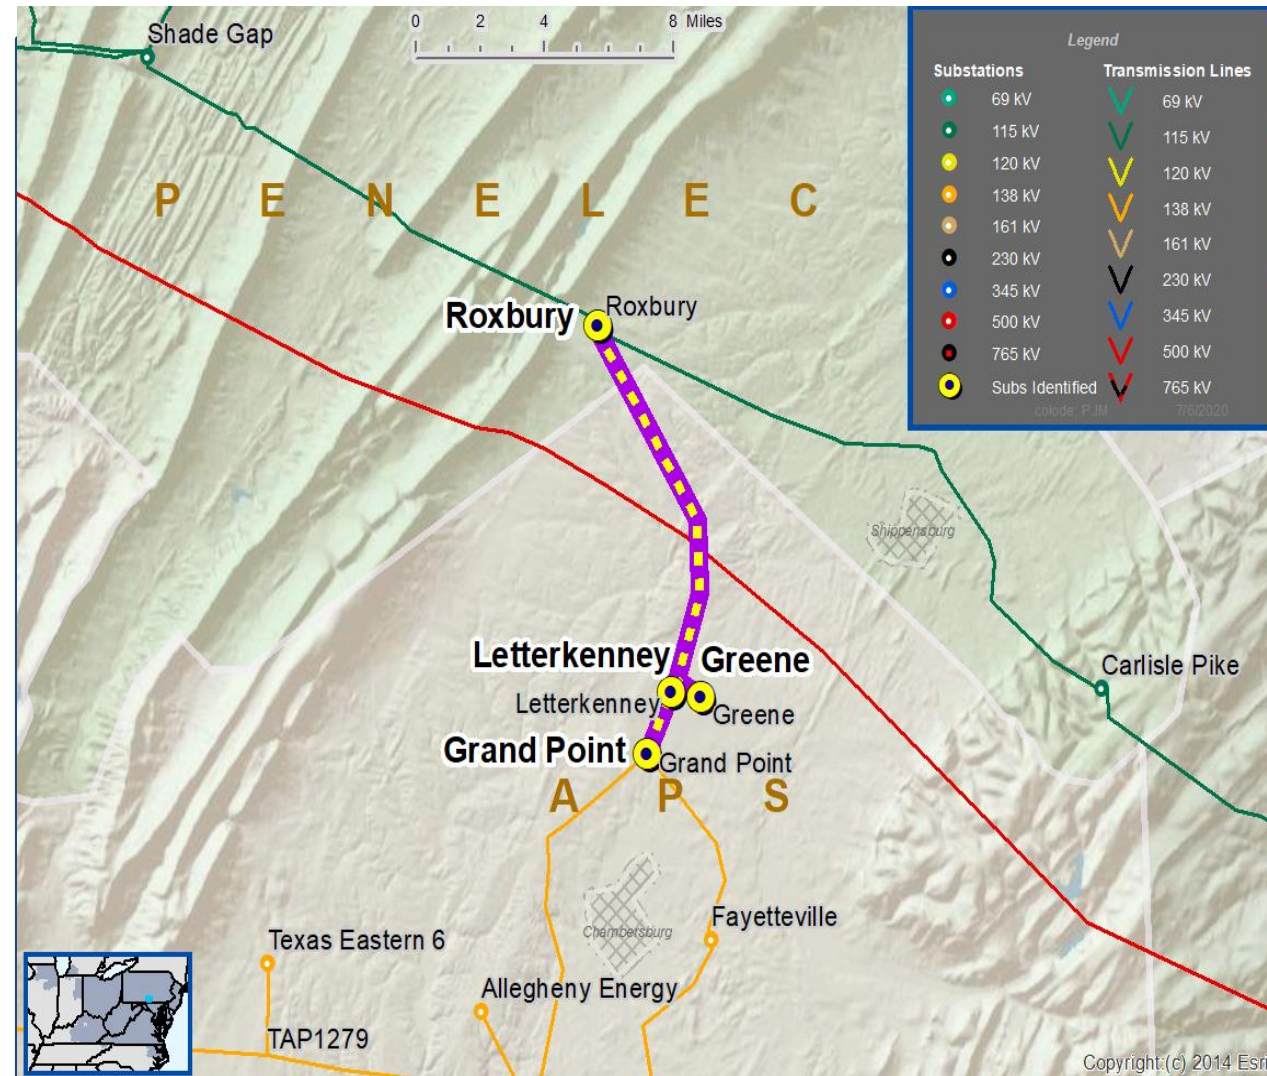 Shade Gap
0 2 4 8 Miles
Legend
Substations
69 kV
115 kV
120 kV
138 kV
161 kV
230 kV
345 kV
500 kV
765 kV
Subs Identified
Transmission Lines
69 kV
115 kV
120 kV
138 kV
161 kV
230 kV
345 kV
500 kV
765 kV
7/6/2020
P E N E L E C
Roxbury
Roxbury
Shippensburg
Letterkenney
Greene
Letterkenney
Greene
Carlisle Pike
Grand Point
Grand Point
A P S
Chambersburg
Fayetteville
Texas Eastern 6
Allegheny Energy
TAP1279
Copyright:(c) 2014 Esri